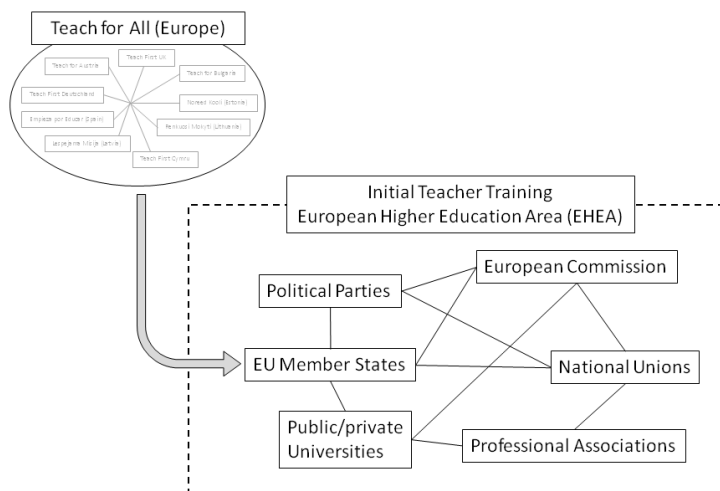 Teach for All (Europe)
Teach First UK
Teach for Austria
Teach for Bulgaria
Teach First Deutschland
Noored Kooli (Estonia)
Empieza por Educar (Spain)
Renkuosi Mokyti (Lithuania)
Iespejama Misija (Latvia)
Teach First Cymru
Initial Teacher Training
European Higher Education Area (EHEA)
European Commission
Political Parties
EU Member States
National Unions
Public/private
Universities
Professional Associations